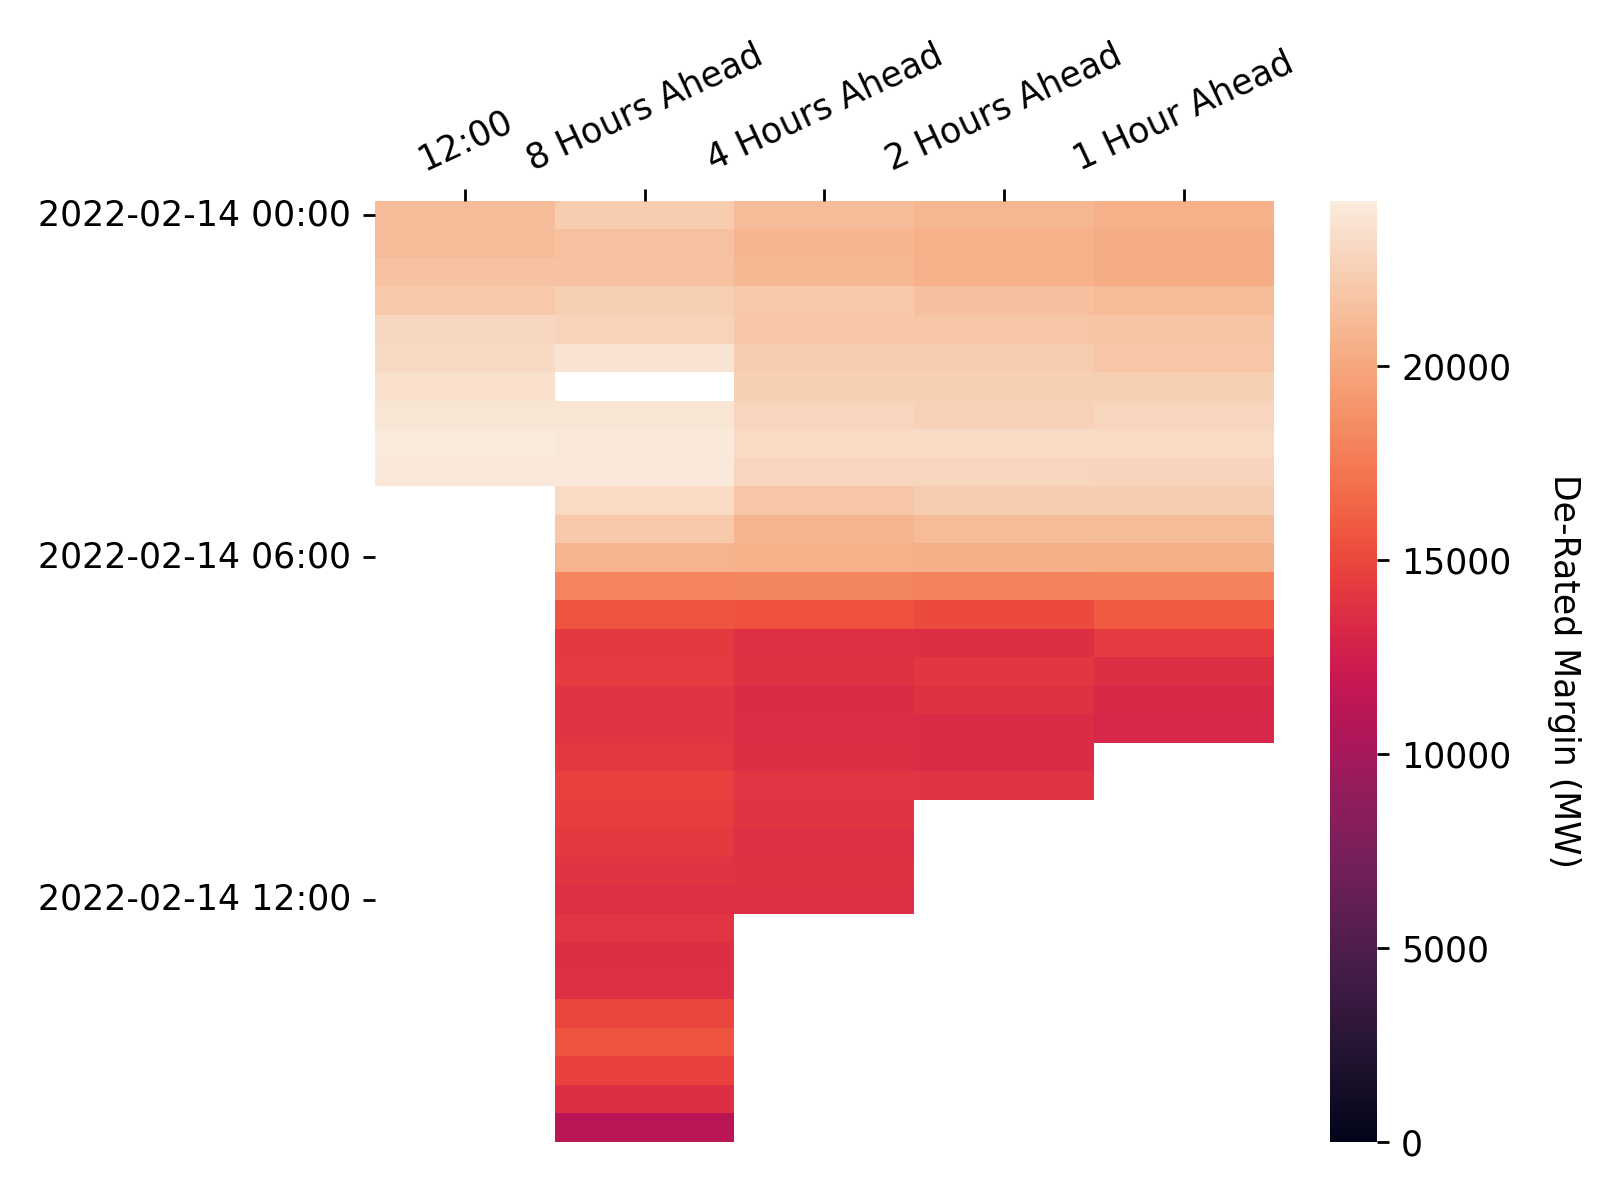 12:00
8 Hours Ahead
4 Hours Ahead
2 Hours Ahead
1 Hour Ahead
2022-02-14 00:00
2022-02-14 06:00
2022-02-14 12:00
20000
15000
10000
5000
0
De-Rated Margin (MW)